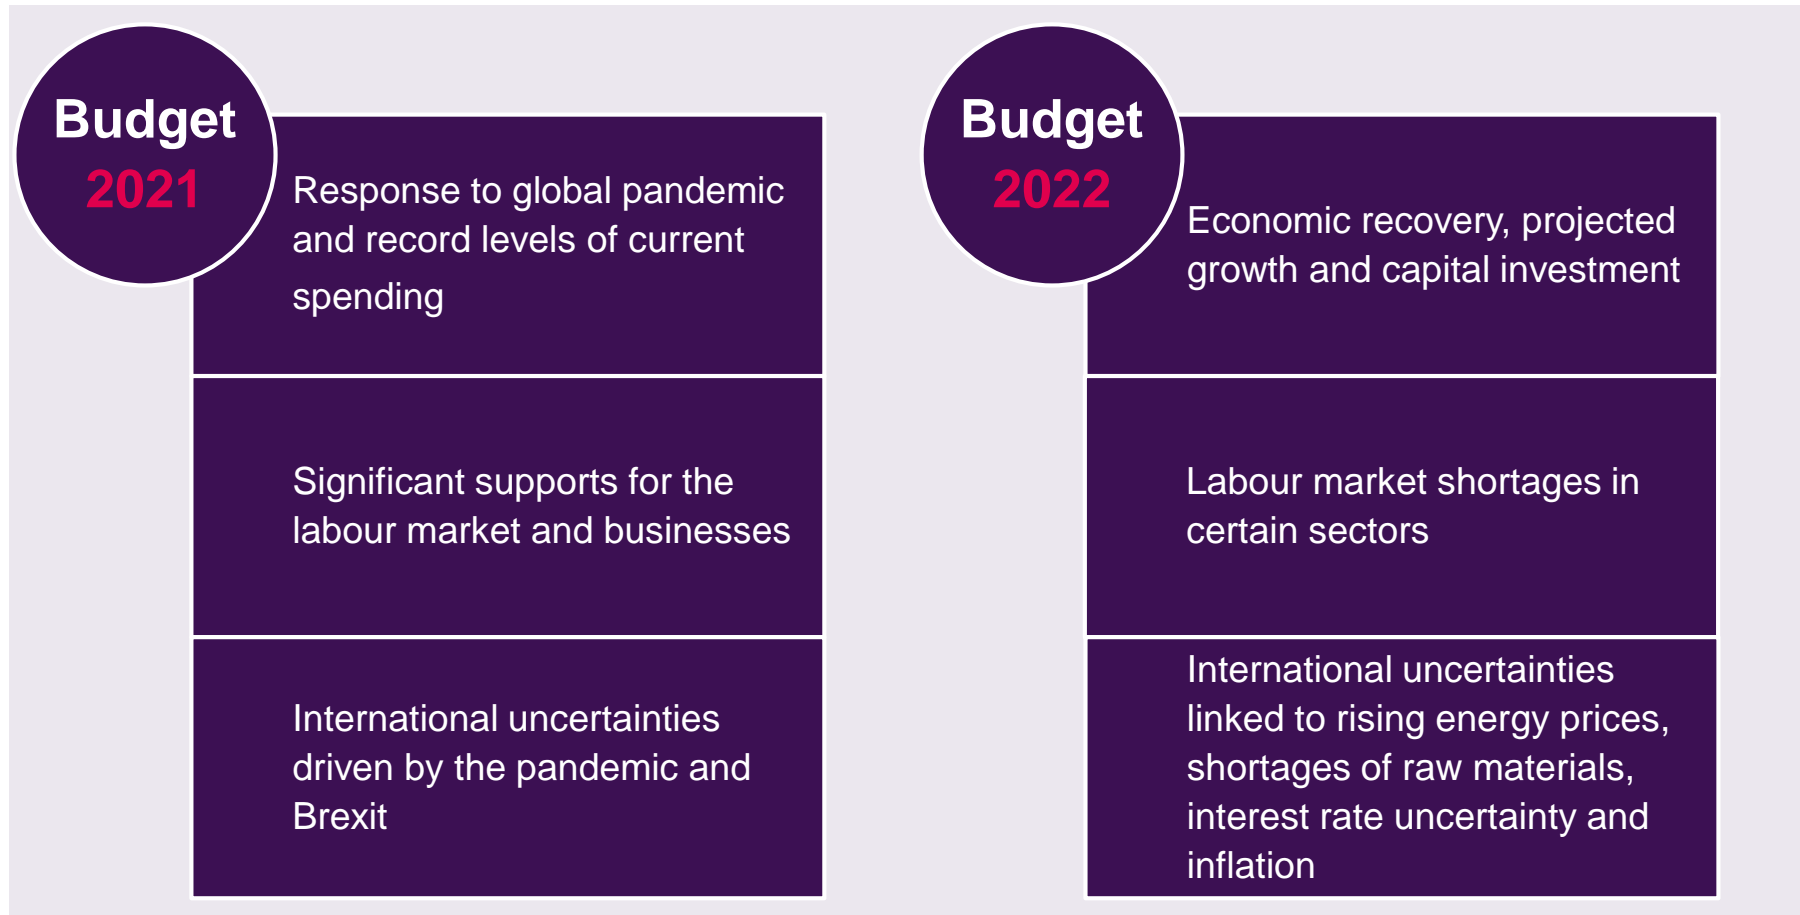 Budget
2021
Response to global pandemic
and record levels of current
spending
Significant supports for the
labour market and businesses
International uncertainties
driven by the pandemic and
Brexit
Budget
2022
Economic recovery, projected
growth and capital investment
Labour market shortages in
certain sectors
International uncertainties
linked to rising energy prices,
shortages of raw materials,
interest rate uncertainty and
inflation